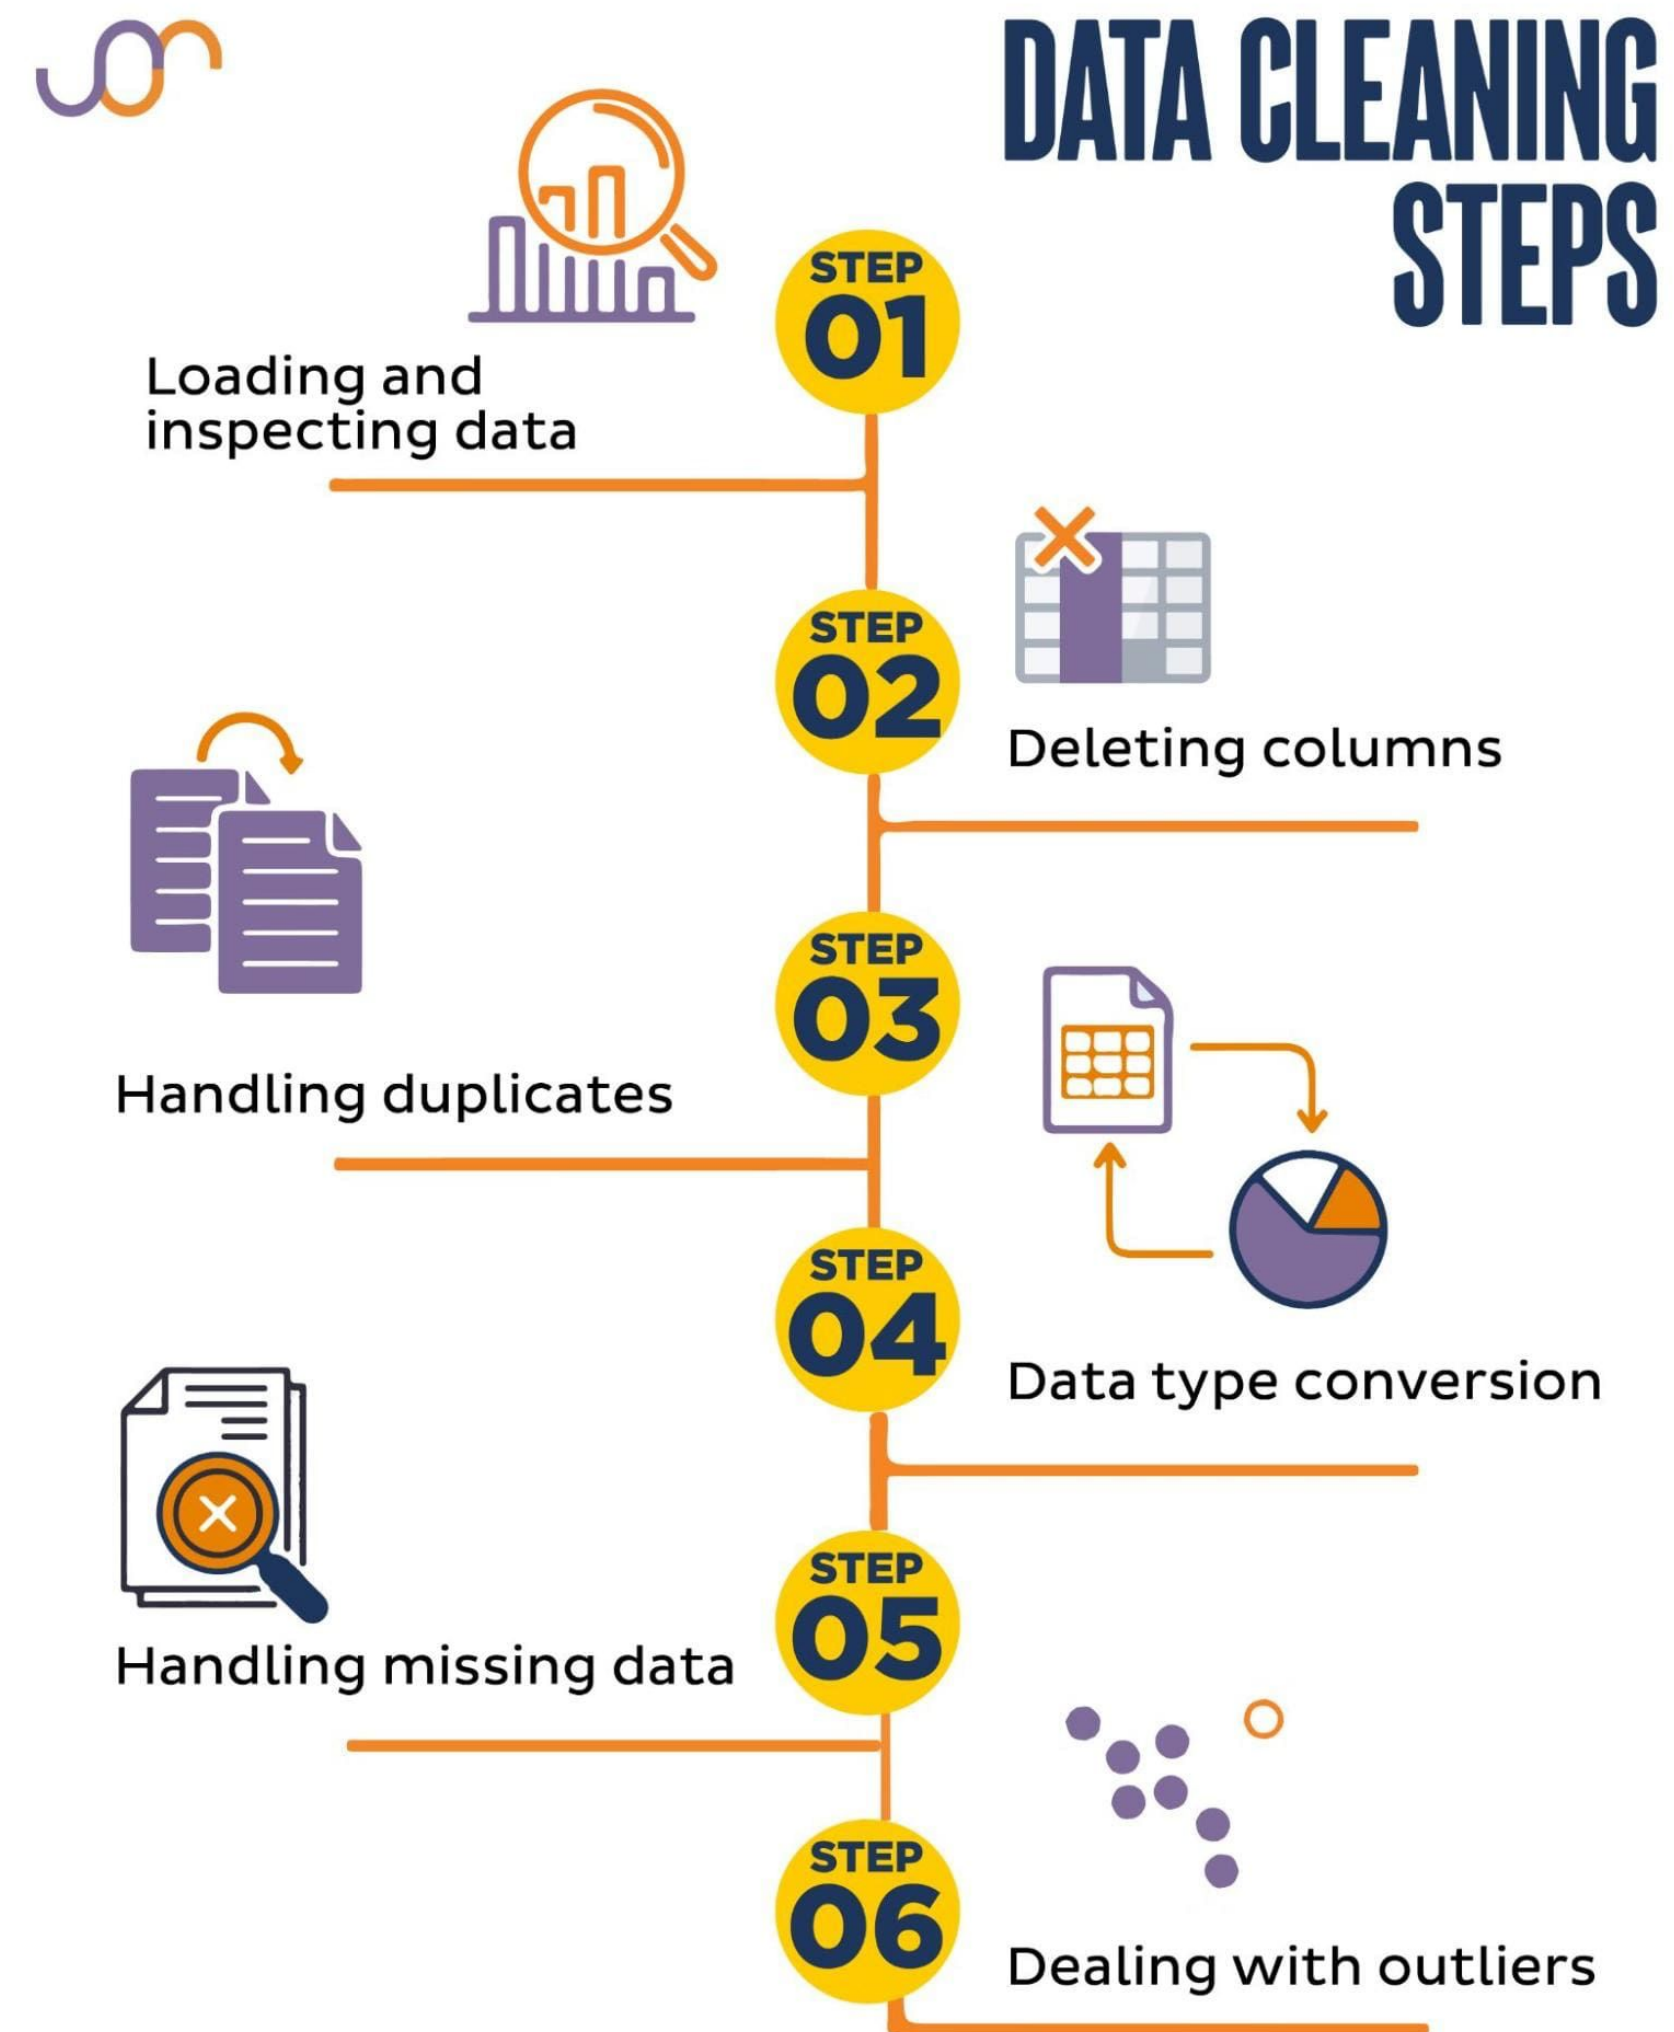 DATA CLEANING
STEPS
STEP
01
Loading and
inspecting data
STEP
02
Deleting columns
STEP
03
Handling duplicates
STEP
04
Data type conversion
STEP
05
Handling missing data
STEP
06
Dealing with outliers